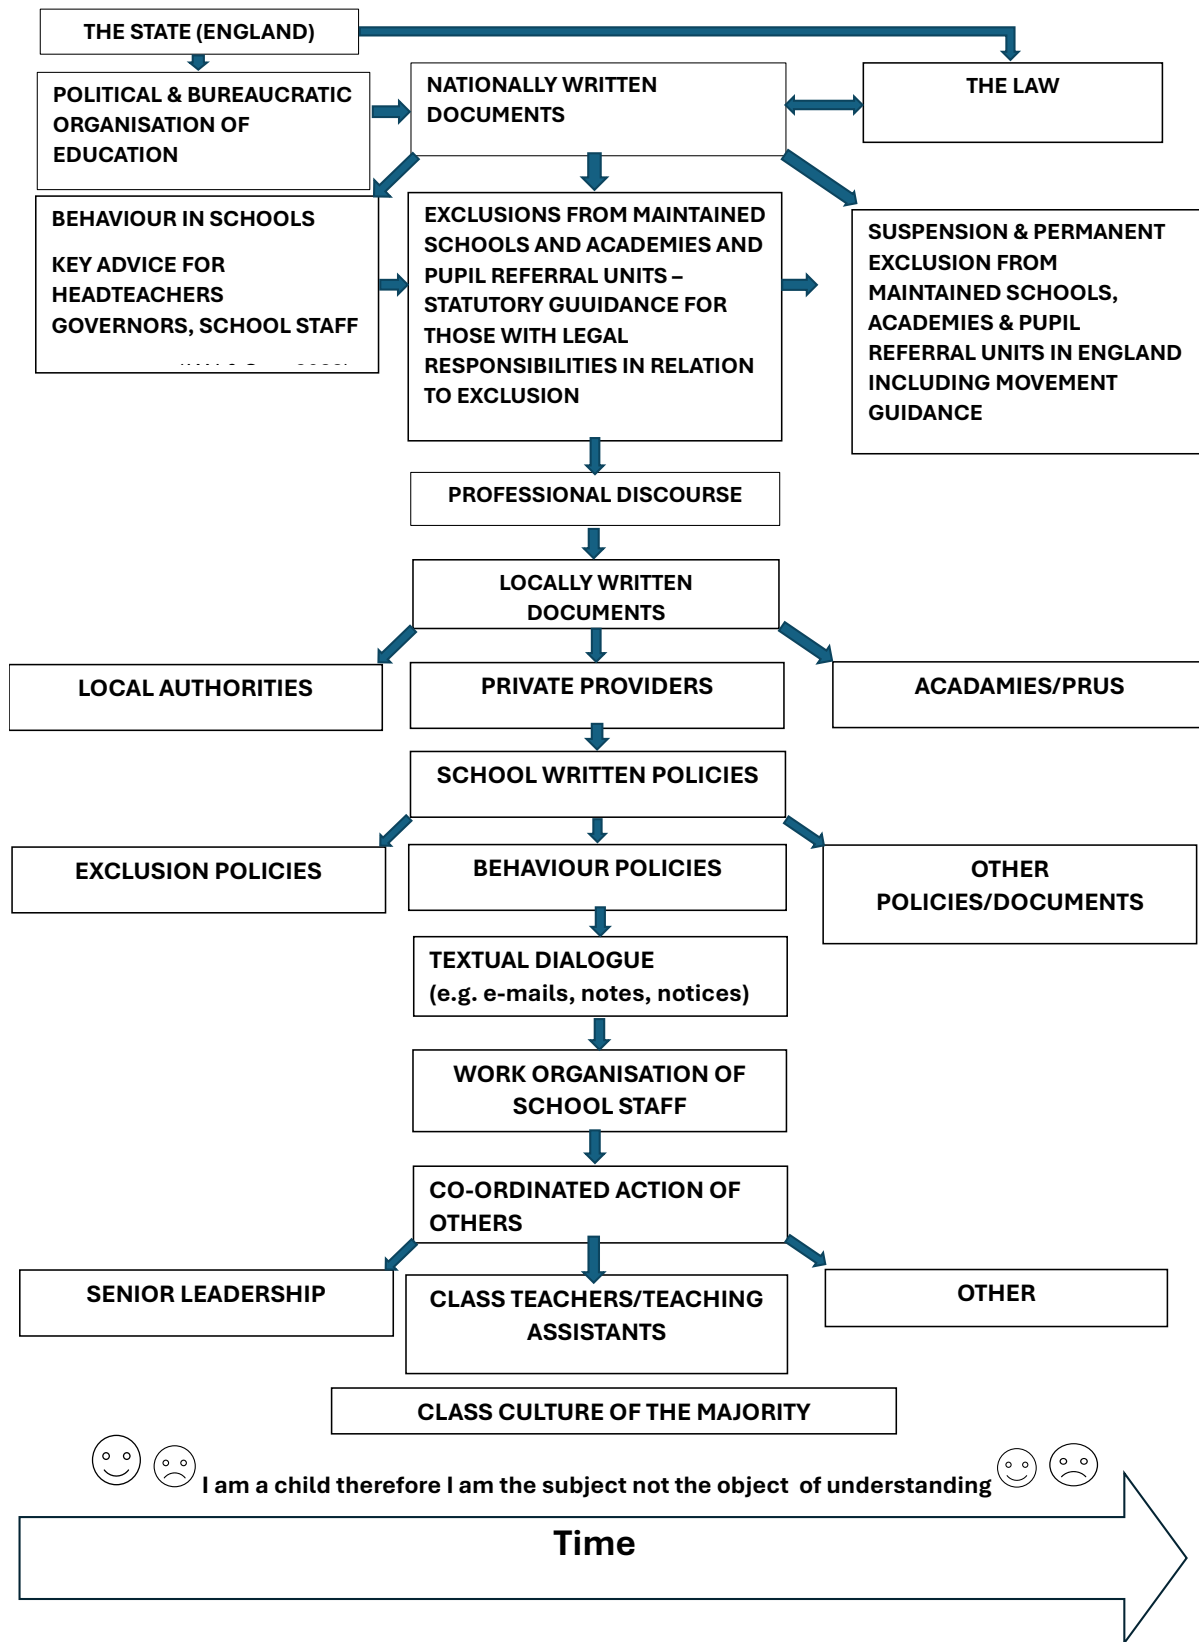 THE STATE (ENGLAND)
POLITICAL & BUREAUCRATIC
ORGANISATION OF
EDUCATION
NATIONALLY WRITTEN
DOCUMENTS
THE LAW
BEHAVIOUR IN SCHOOLS
KEY ADVICE FOR
HEADTEACHERS
GOVERNORS, SCHOOL STAFF
EXCLUSIONS FROM MAINTAINED
SCHOOLS AND ACADEMIES AND
PUPIL REFERRAL UNITS –
STATUTORY GUUIDANCE FOR
THOSE WITH LEGAL
RESPONSIBILITIES IN RELATION
TO EXCLUSION
SUSPENSION & PERMANENT
EXCLUSION FROM
MAINTAINED SCHOOLS,
ACADEMIES & PUPIL
REFERRAL UNITS IN ENGLAND
INCLUDING MOVEMENT
GUIDANCE
PROFESSIONAL DISCOURSE
LOCALLY WRITTEN
DOCUMENTS
LOCAL AUTHORITIES
PRIVATE PROVIDERS
ACADAMIES/PRUS
SCHOOL WRITTEN POLICIES
EXCLUSION POLICIES
BEHAVIOUR POLICIES
OTHER
POLICIES/DOCUMENTS
TEXTUAL DIALOGUE
(e.g. e-mails, notes, notices)
WORK ORGANISATION OF
SCHOOL STAFF
CO-ORDINATED ACTION OF
OTHERS
SENIOR LEADERSHIP
CLASS TEACHERS/TEACHING
ASSISTANTS
OTHER
CLASS CULTURE OF THE MAJORITY
I am a child therefore I am the subject not the object  of understanding
Time